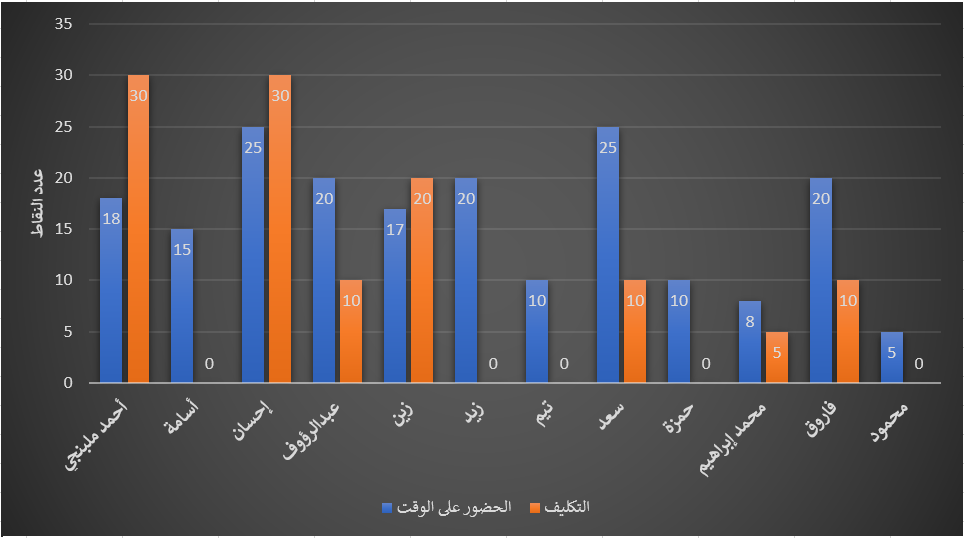 35
30
25
20
15
10
5
0
عدد النقاط
18
30
15
0
25
30
20
10
17
20
20
0
10
0
25
10
10
0
8
5
20
10
5
0
أحمد ملبنجي
أسامة
إحسان
عبدالرؤوف
زين
زيد
تيم
سعد
حمزة
محمد إبراهيم
فاروق
محمود
الحضور على الوقت
التكليف